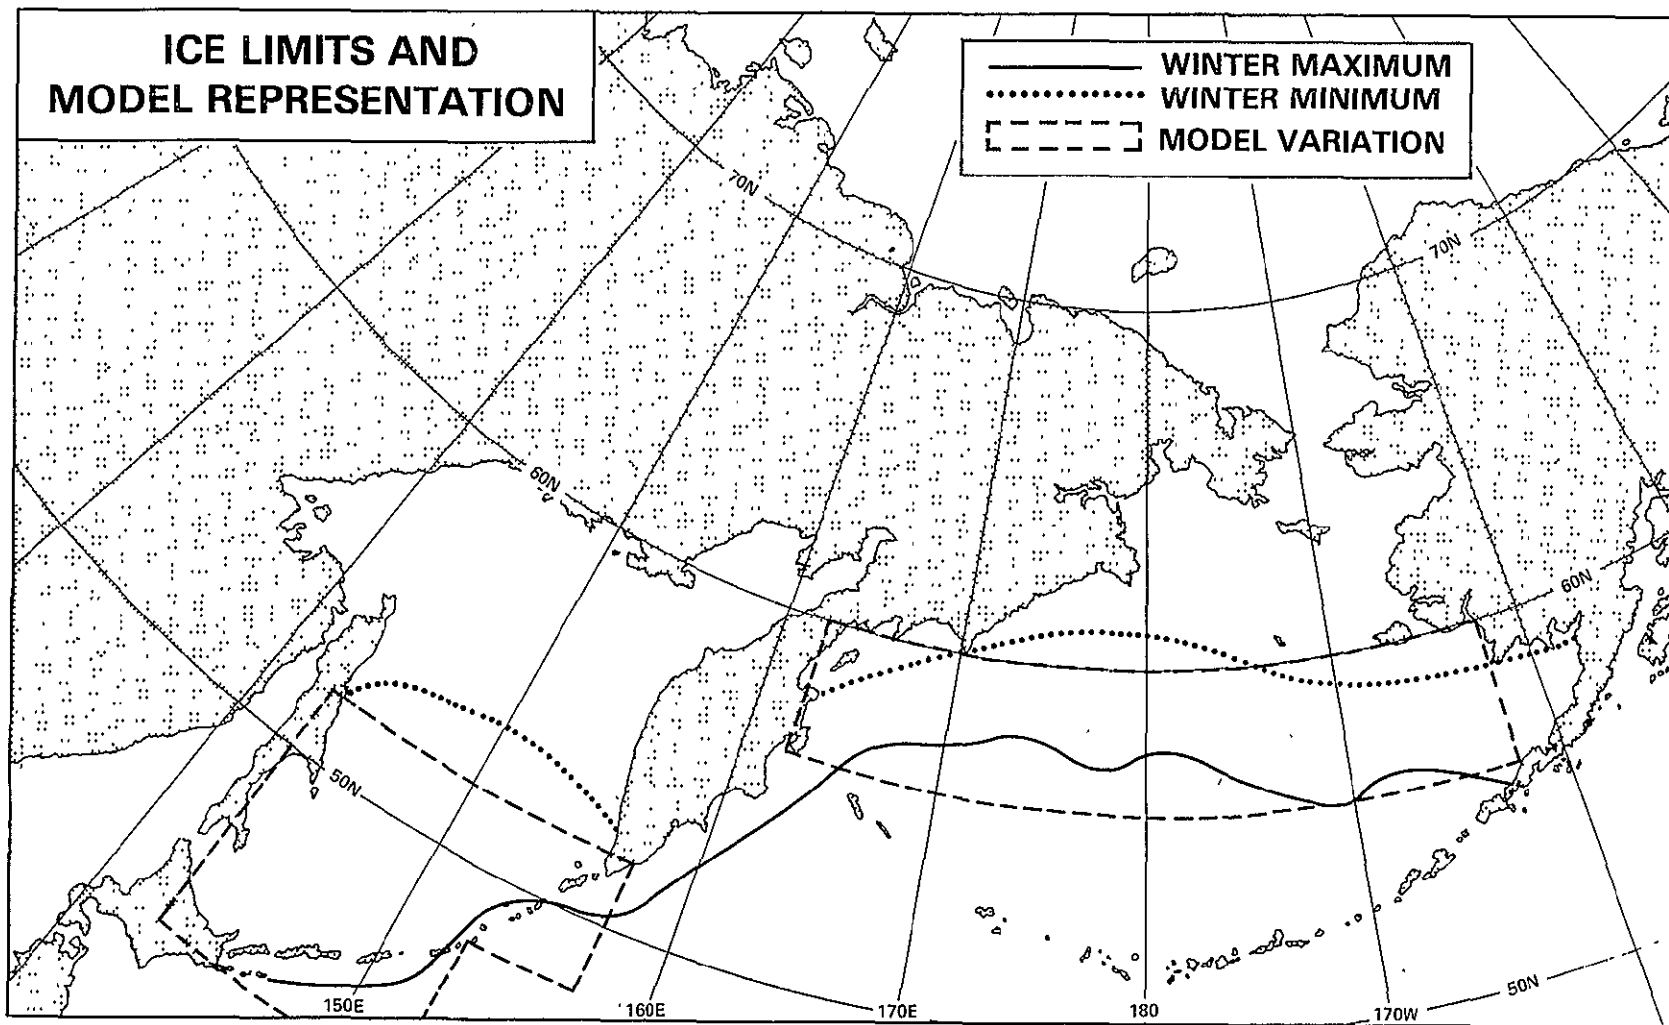 ICE LIMITS AND
MODEL REPRESENTATION
WINTER MAXIMUM
WINTER MINIMUM
MODEL VARIATION
70N
70N
60N
60N
50N
50N
150E
160E
170E
180
170W